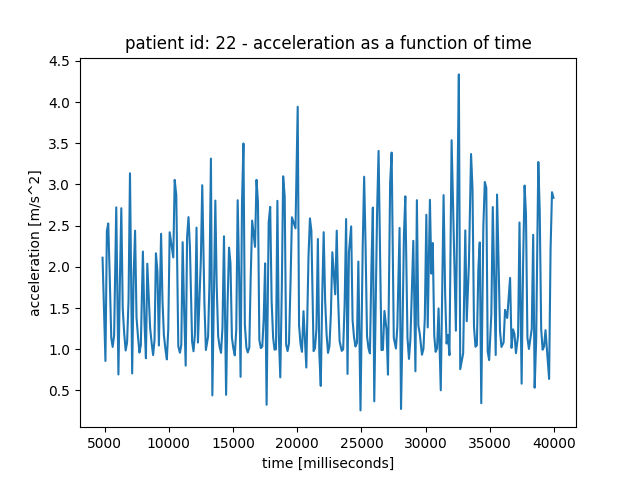 patient id: 22 - acceleration as a function of time
acceleration [m/s^2]
4.5
4.0
3.5
3.0
2.5
2.0
1.5
1.0
0.5
5000 10000 15000 20000 25000 30000 35000 40000
time [milliseconds]